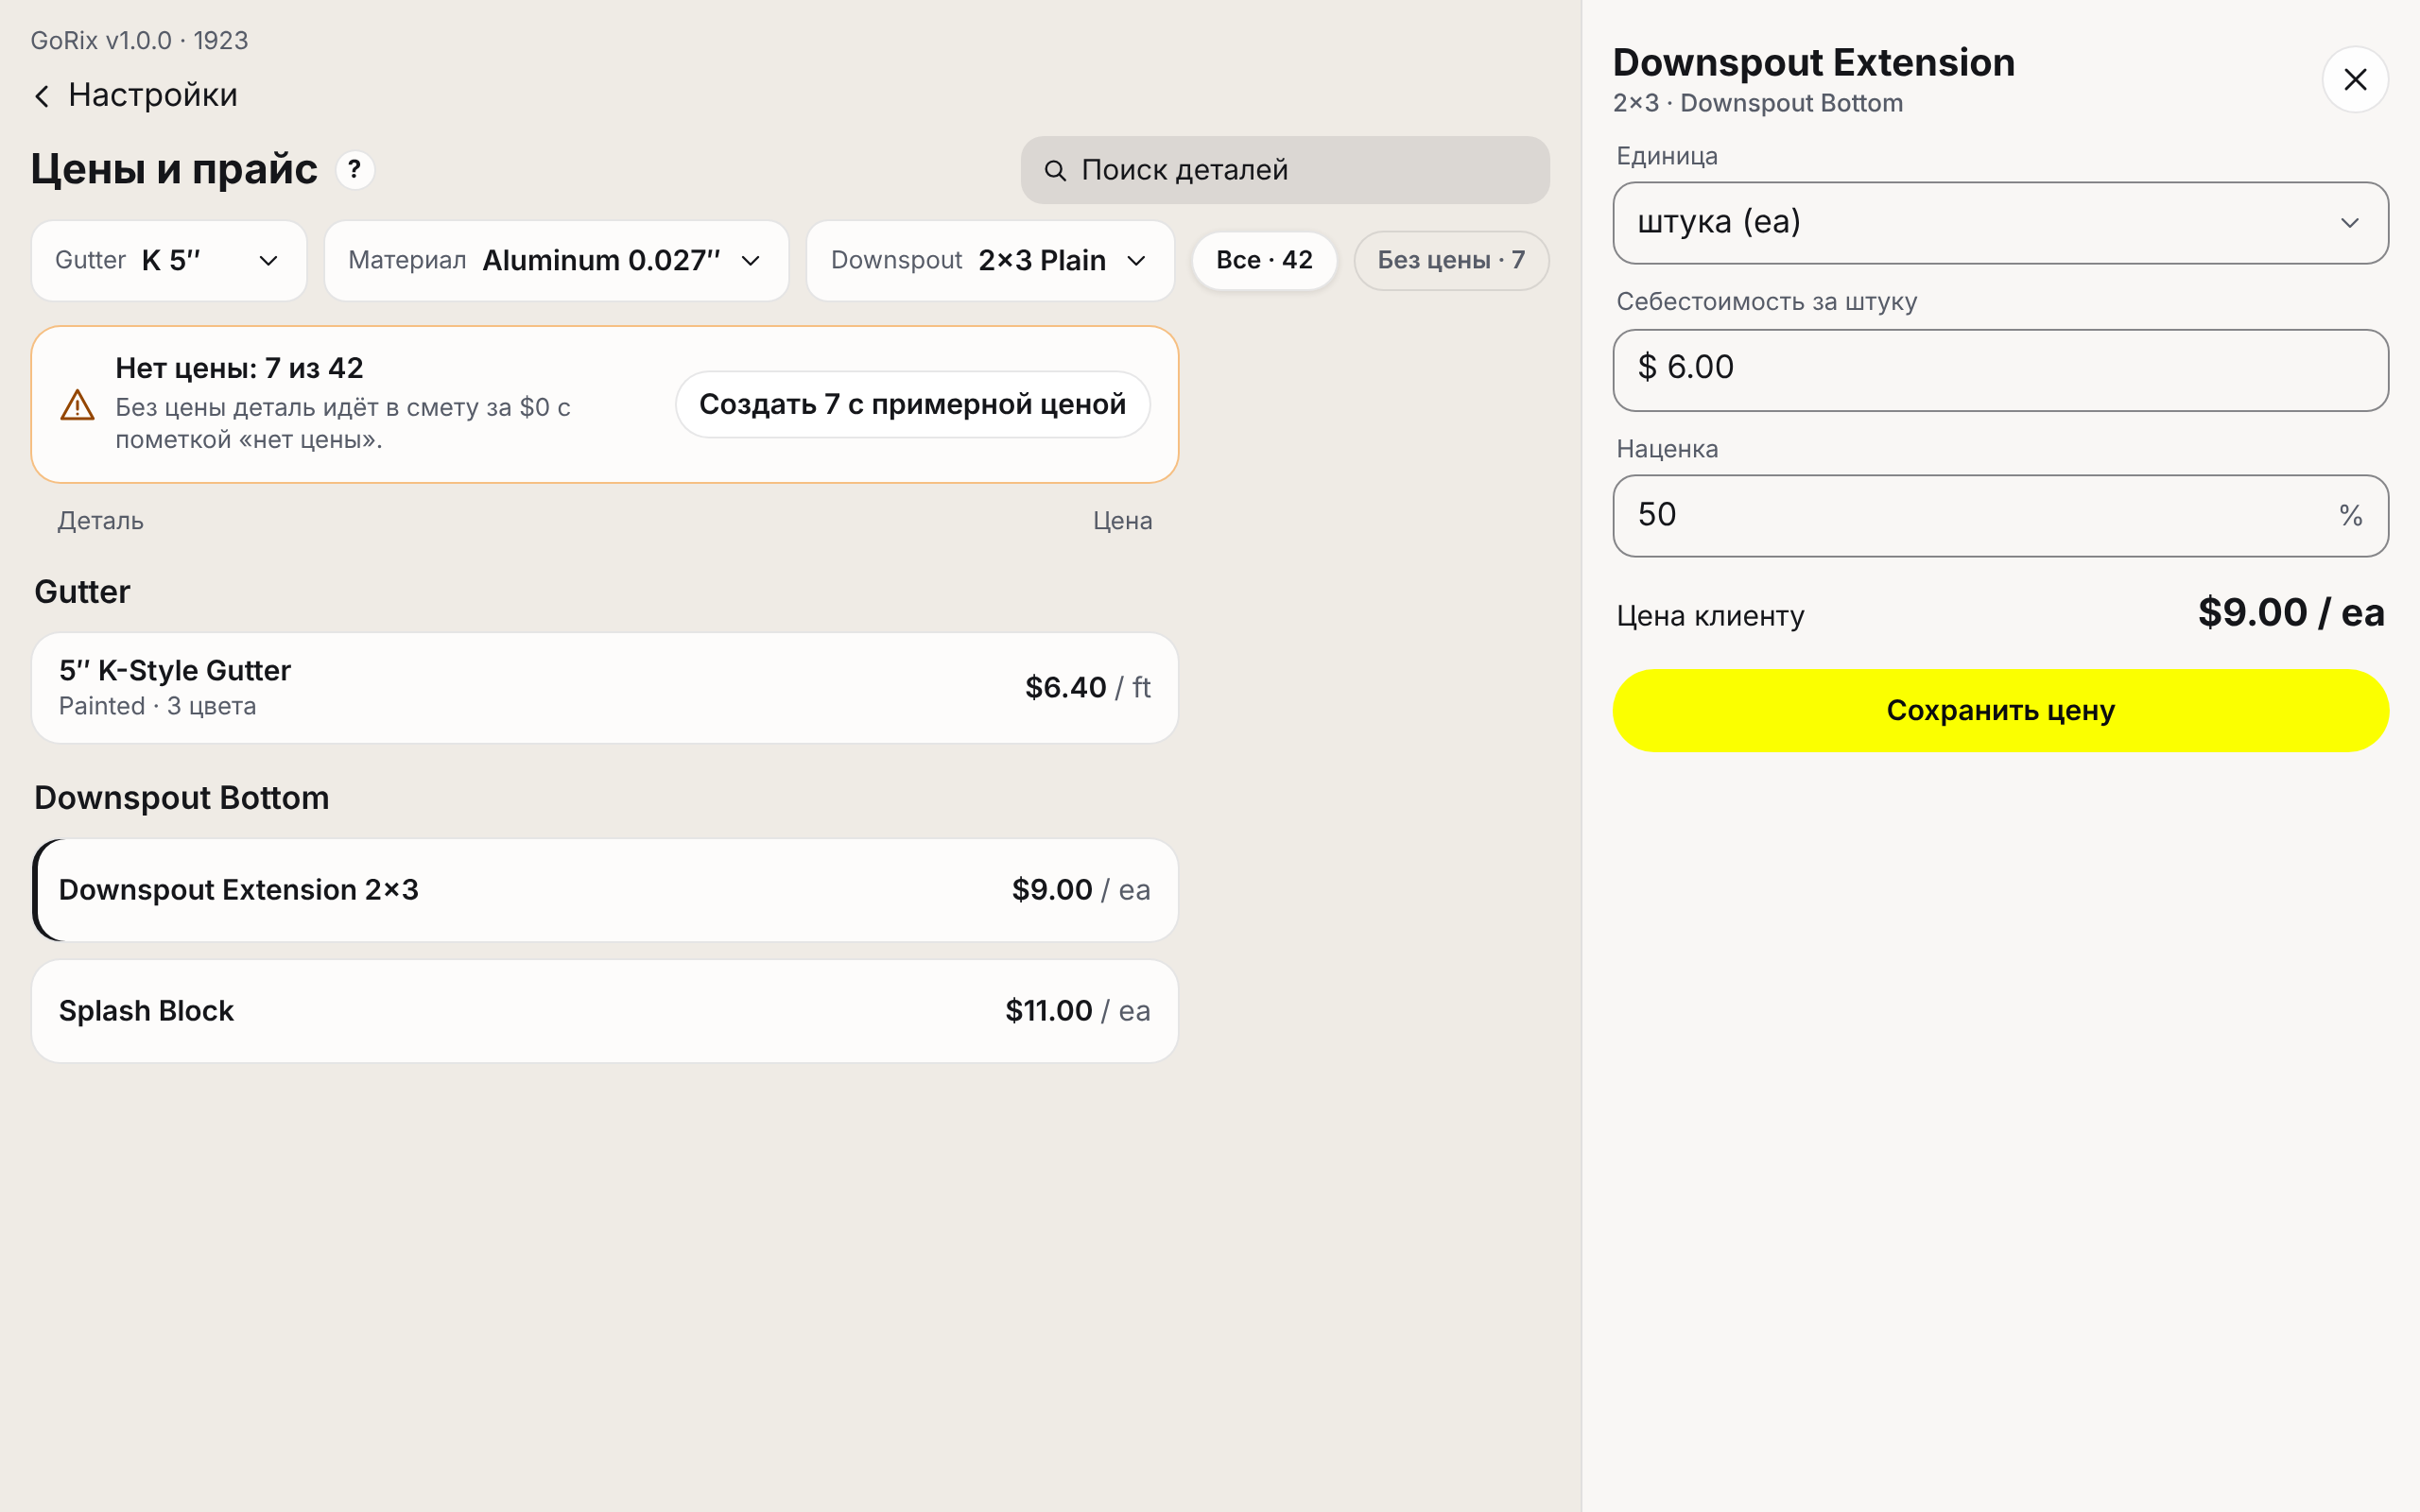 GoRix v1.0.0 · 1923
Настройки
Цены и прайс ?
Поиск деталей
Gutter K 5″
Материал Aluminum 0.027″
Downspout 2×3 Plain
Все · 42
Без цены · 7
Нет цены: 7 из 42
Без цены деталь идёт в смету за $0 с
пометкой «нет цены».
Создать 7 с примерной ценой
Деталь
Цена
Gutter
5″ K-Style Gutter
Painted · 3 цвета
$6.40 / ft
Downspout Bottom
Downspout Extension 2×3
$9.00 / ea
Splash Block
$11.00 / ea
Downspout Extension
2×3 · Downspout Bottom
Единица
штука (ea)
Себестоимость за штуку
$ 6.00
Наценка
50 %
Цена клиенту
$9.00 / ea
Сохранить цену